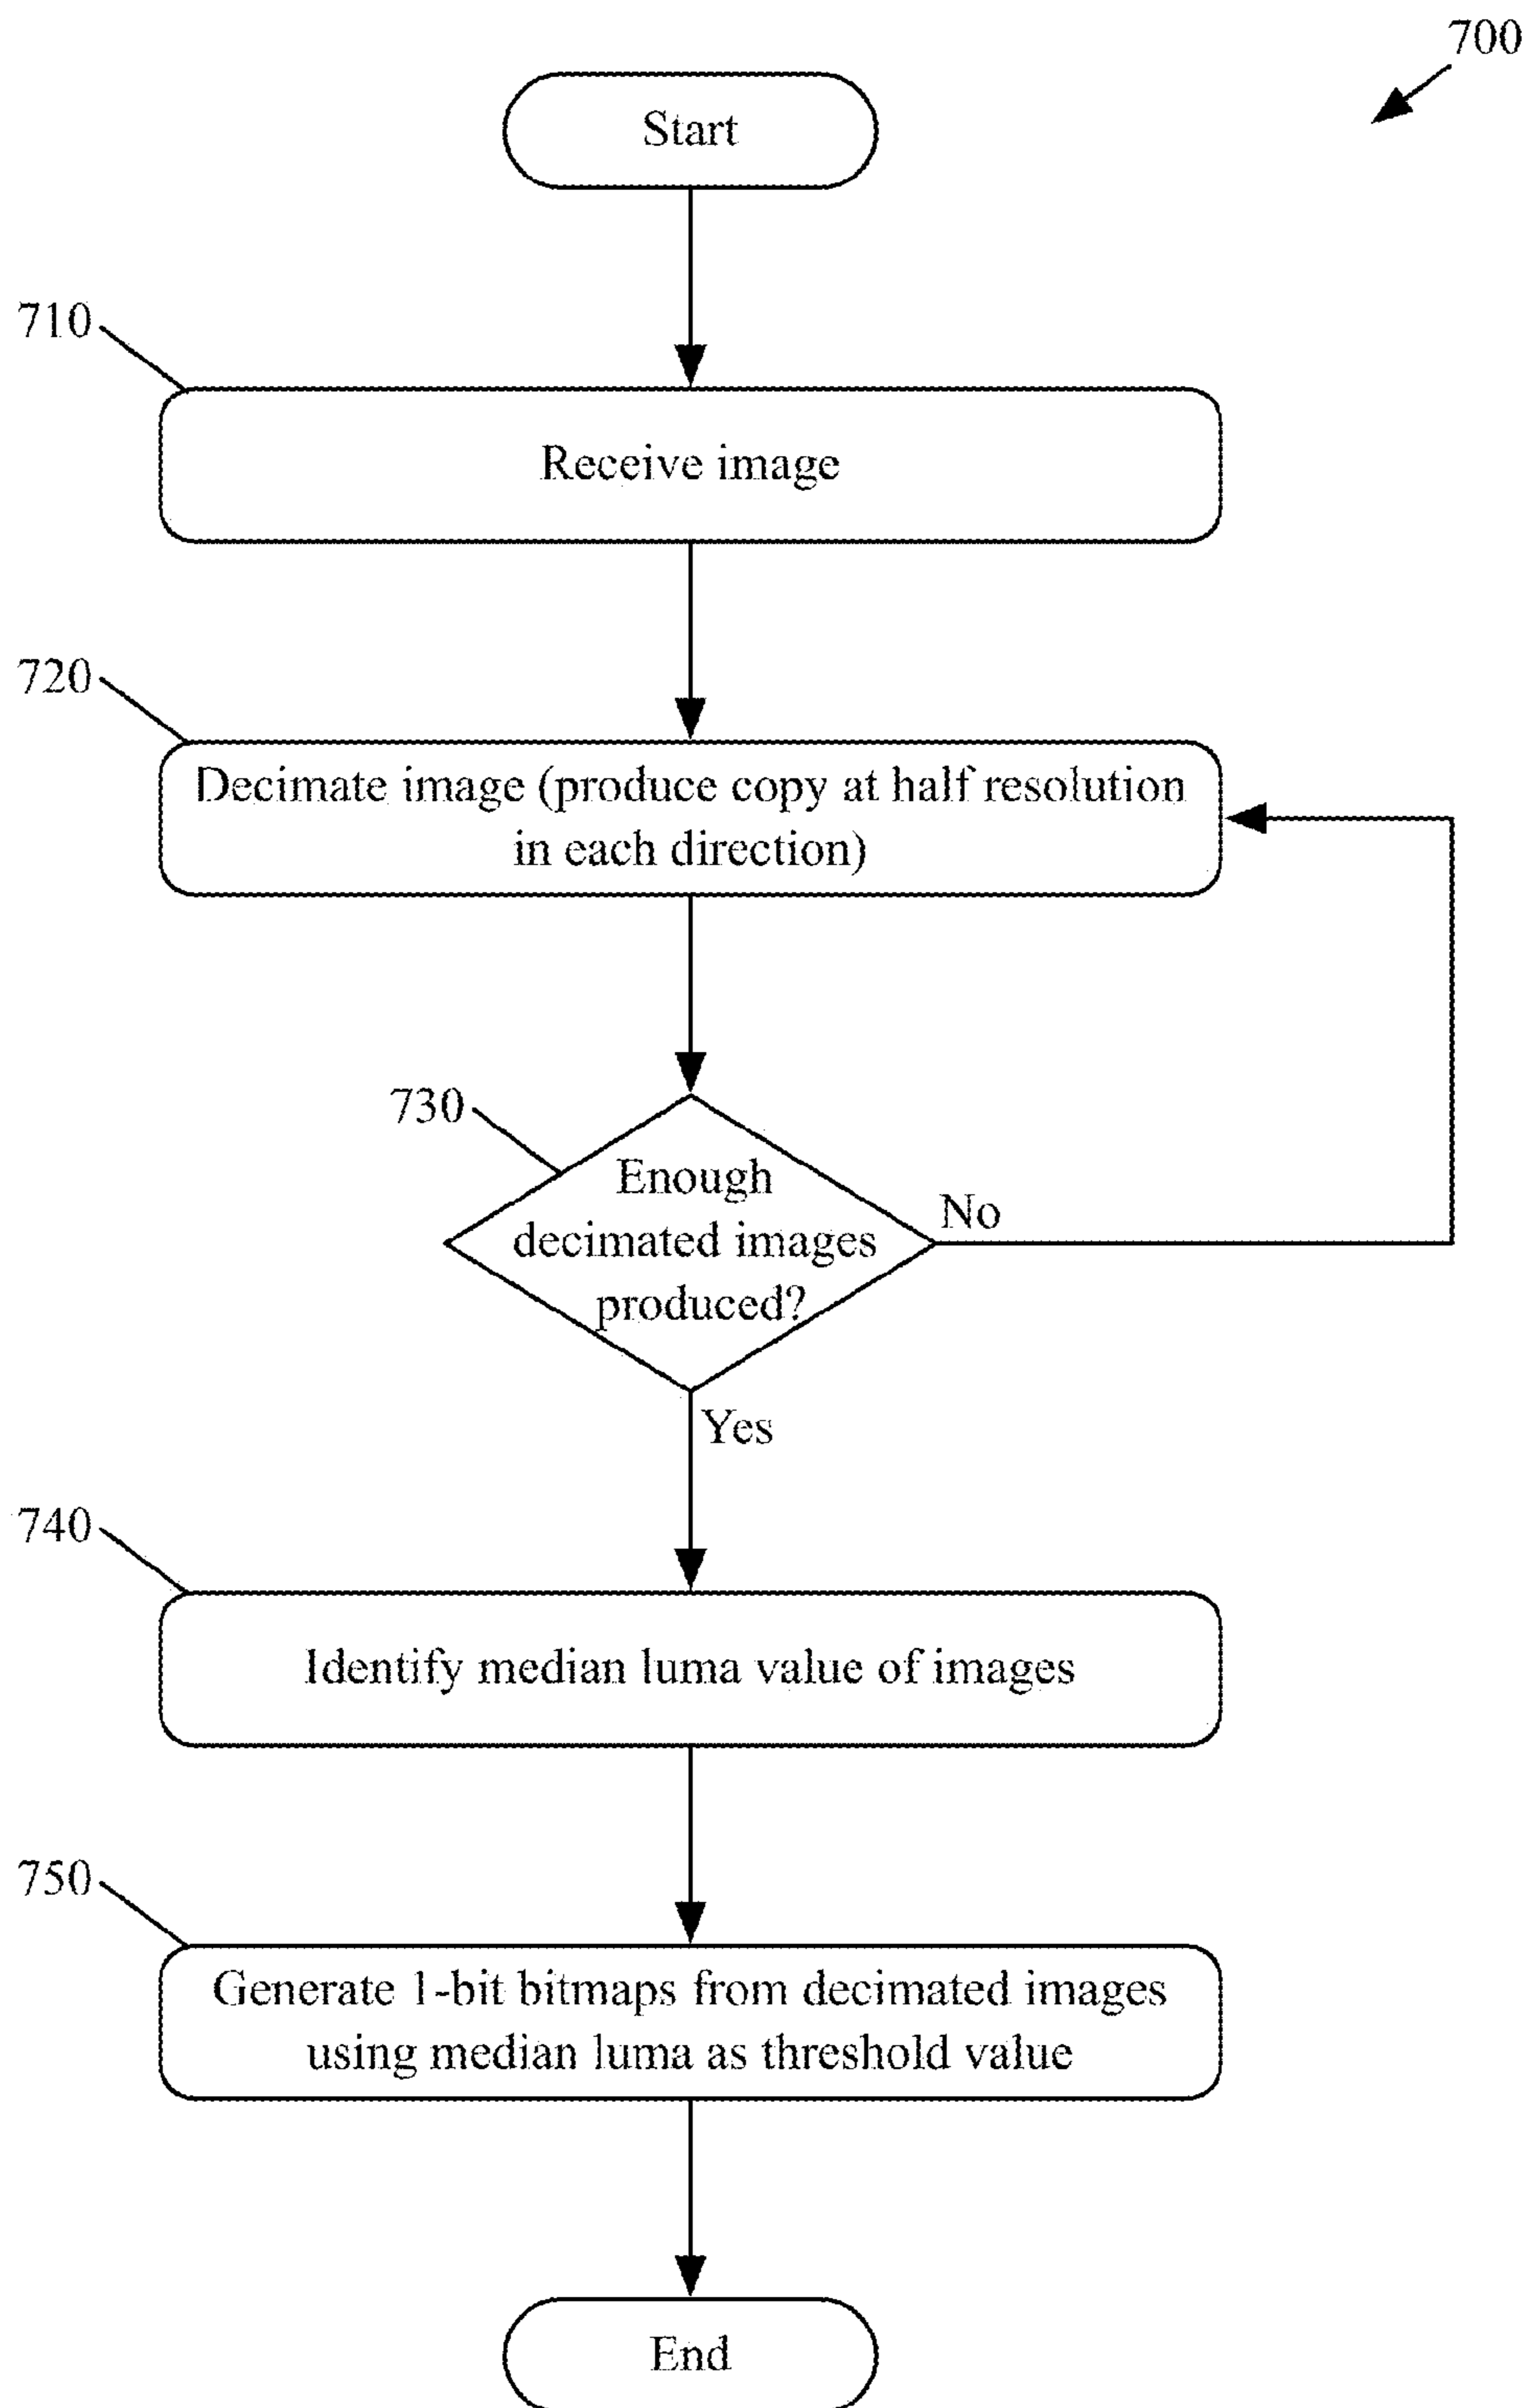 700
Start
710
Receive image
720
Decimate image (produce copy at half resolution
in each direction)
730
Enough
decimated images
produced?
No
Yes
740
Identify median luma value of images
750
Generate 1-bit bitmaps from decimated images
using median luma as threshold value
End